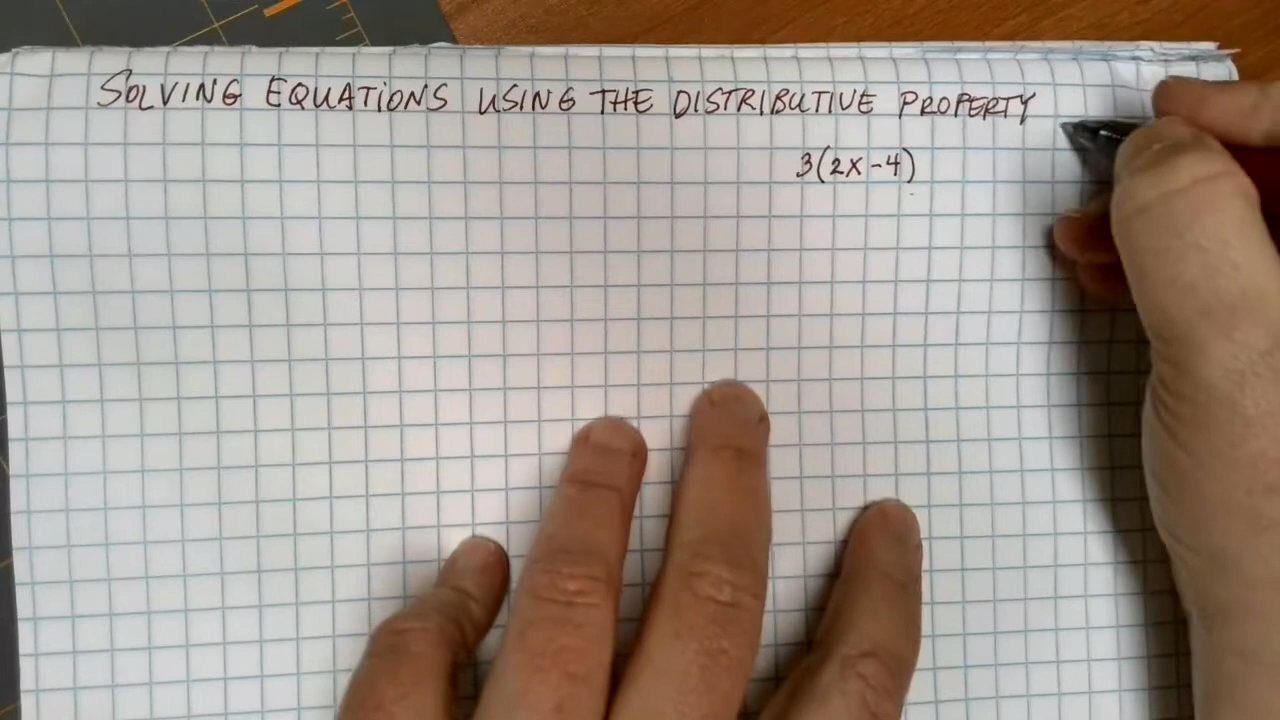 SOLVING EQUATIONS USING THE DISTRIBUTIVE PROPERTY
3(2x-4)